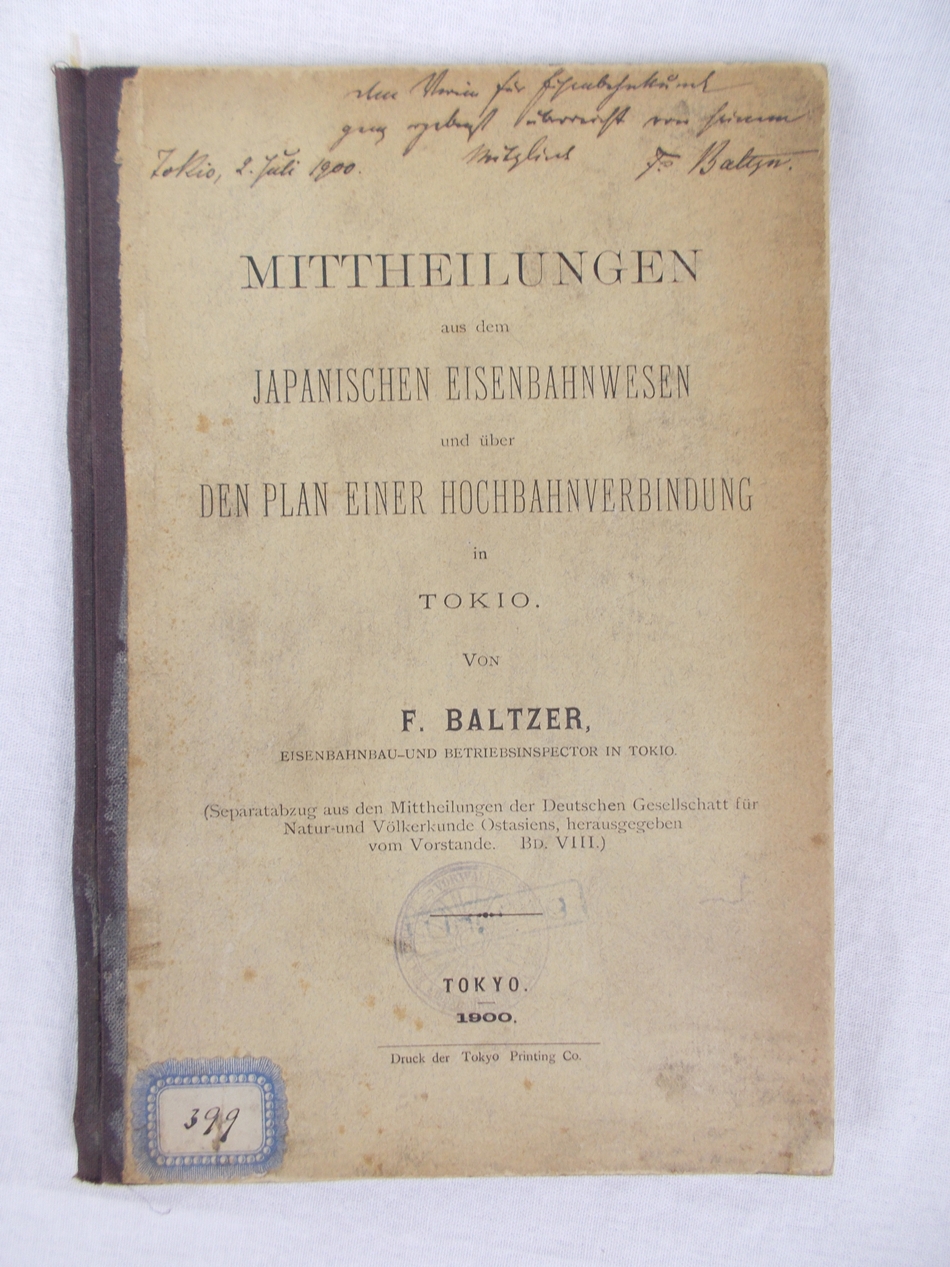 dem Verein für Eisenbahnkunde
ganz ergebenst überreicht von seinem
Mitglied
Tokio, 2. Juli 1900. F. Baltzer.
MITTHEILUNGEN
aus dem
JAPANISCHEN EISENBAHNWESEN
und über
DEN PLAN EINER HOCHBAHNVERBINDUNG
in
TOKIO.
VON
F. BALTZER,
EISENBAHNBAU-UND BETRIEBSINSPECTOR IN TOKIO.
(Separatabzug aus den Mittheilungen der Deutschen Gesellschatt für
Natur-und Völkerkunde Ostasiens, herausgegeben
vom Vorstande. BD. VIII.)
TOKYO.
1900.
Druck der Tokyo Printing Co.
399